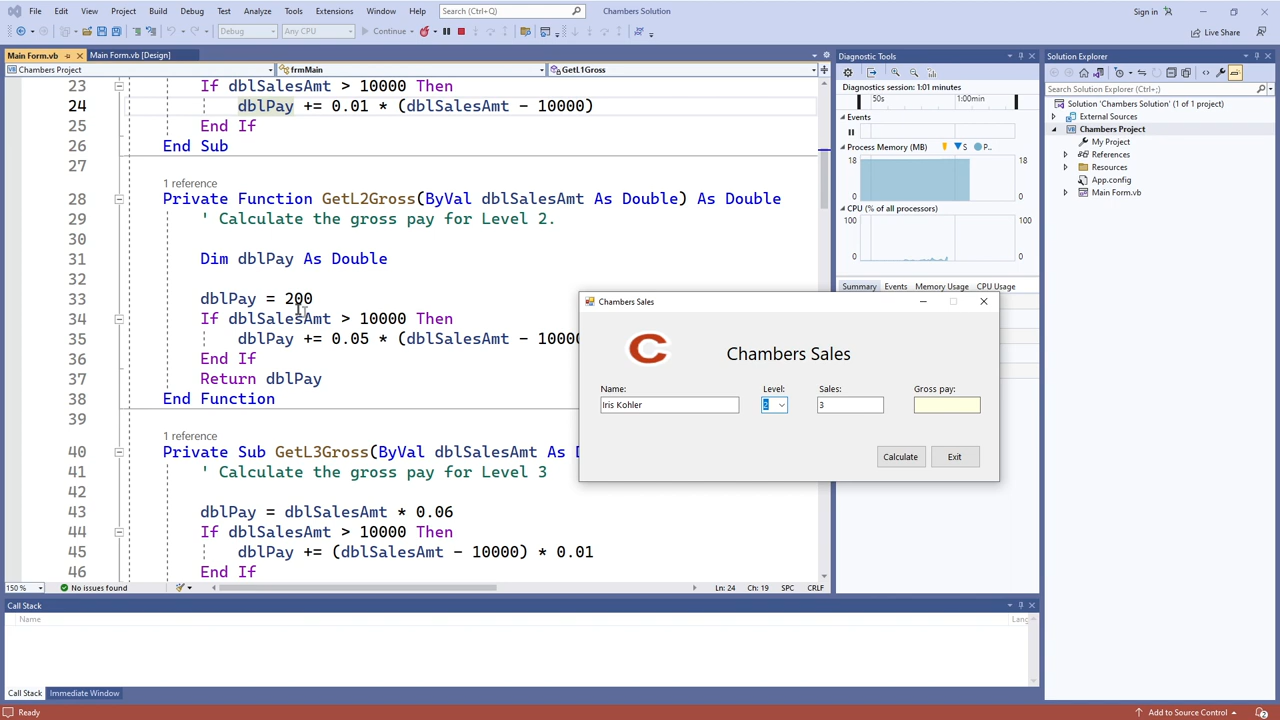 File Edit View Project Build Debug Test Analyze Tools Extensions Window Help Search (Ctrl+Q) Chambers Solution Sign in
Debug Any CPU Continue Live Share
Main Form.vb Main Form.vb [Design]
Chambers Project frmMain GetL1Gross
23 If dblSalesAmt > 10000 Then
24 dblPay += 0.01 * (dblSalesAmt - 10000)
25 End If
26 End Sub
27
1 reference
28 Private Function GetL2Gross(ByVal dblSalesAmt As Double) As Double
29 ' Calculate the gross pay for Level 2.
30
31 Dim dblPay As Double
32
33 dblPay = 200
34 If dblSalesAmt > 10000 Then
35 dblPay += 0.05 * (dblSalesAmt - 10000
36 End If
37 Return dblPay
38 End Function
39
1 reference
40 Private Sub GetL3Gross(ByVal dblSalesAmt As D
41 ' Calculate the gross pay for Level 3
42
43 dblPay = dblSalesAmt * 0.06
44 If dblSalesAmt > 10000 Then
45 dblPay += (dblSalesAmt - 10000) * 0.01
46 End If
150 % No issues found Ln: 24 Ch: 19 SPC CRLF
Chambers Sales
C
Chambers Sales
Name: Level: Sales: Gross pay:
Iris Kohler 2 3
Calculate Exit
Diagnostic Tools
Diagnostics session: 1:01 minutes
50s 1:00min
Events
Process Memory (MB) S P...
18 18
0 0
CPU (% of all processors)
100 100
0 0
Summary Events Memory Usage CPU Usage
Solution Explorer
Search Solution Explorer (Ctrl+;)
Solution 'Chambers Solution' (1 of 1 project)
External Sources
Chambers Project
My Project
References
Resources
App.config
Main Form.vb
Call Stack
Name Lang
Call Stack Immediate Window
Ready Add to Source Control 2